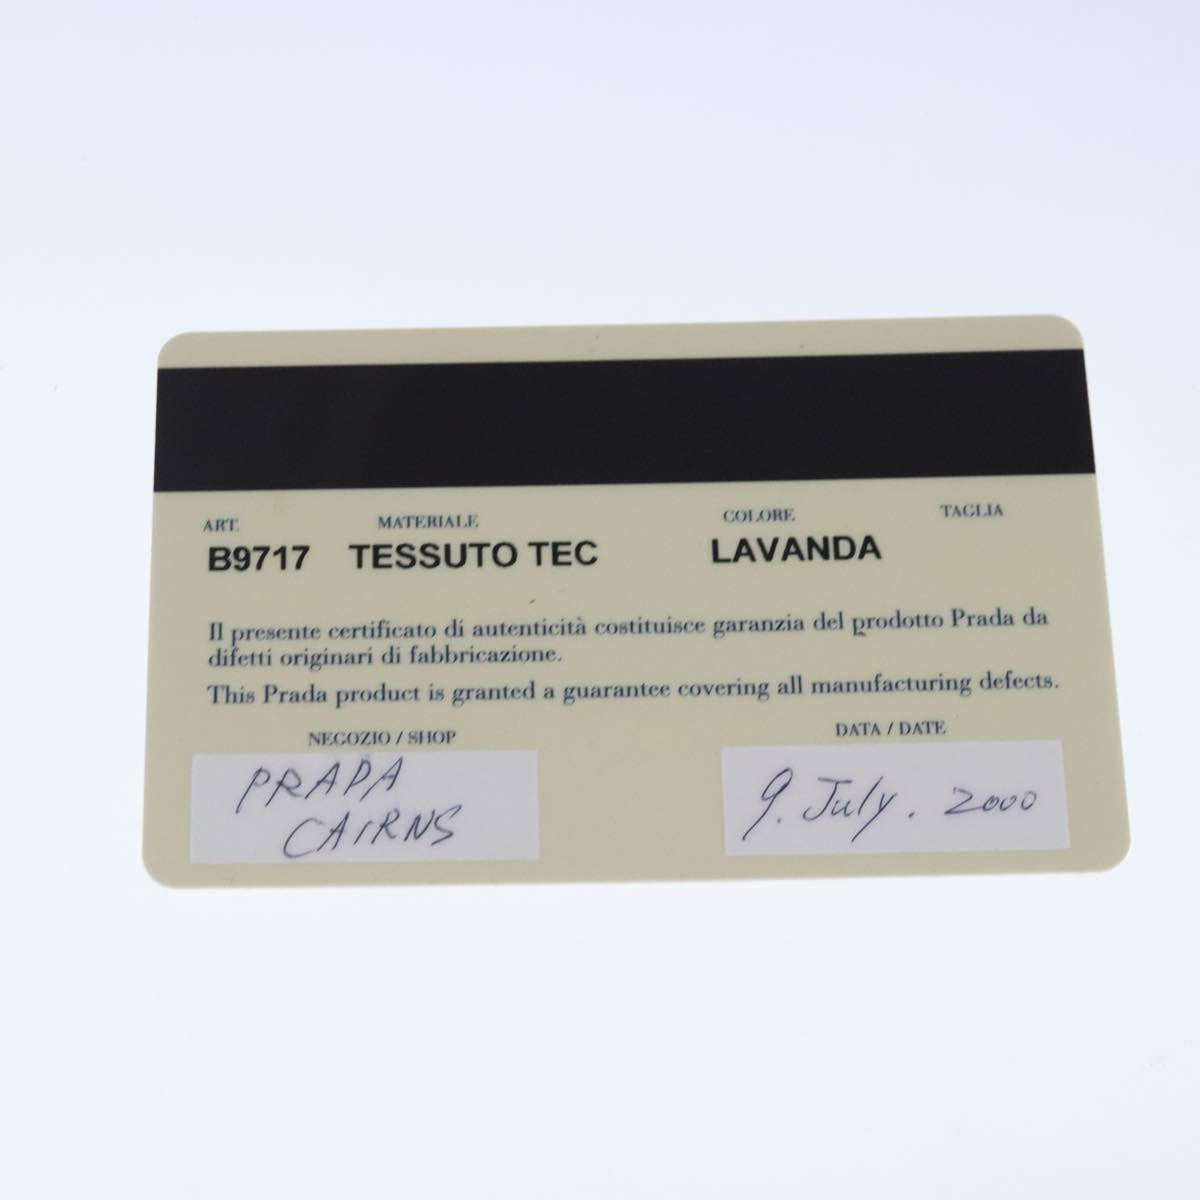 ART. MATERIALE COLORE TAGLIA
B9717 TESSUTO TEC LAVANDA
Il presente certificato di autenticità costituisce garanzia del prodotto Prada da
difetti originari di fabbricazione.
This Prada product is granted a guarantee covering all manufacturing defects.
NEGOZIO / SHOP DATA / DATE
PRADA
CAIRNS
9. July. 2000